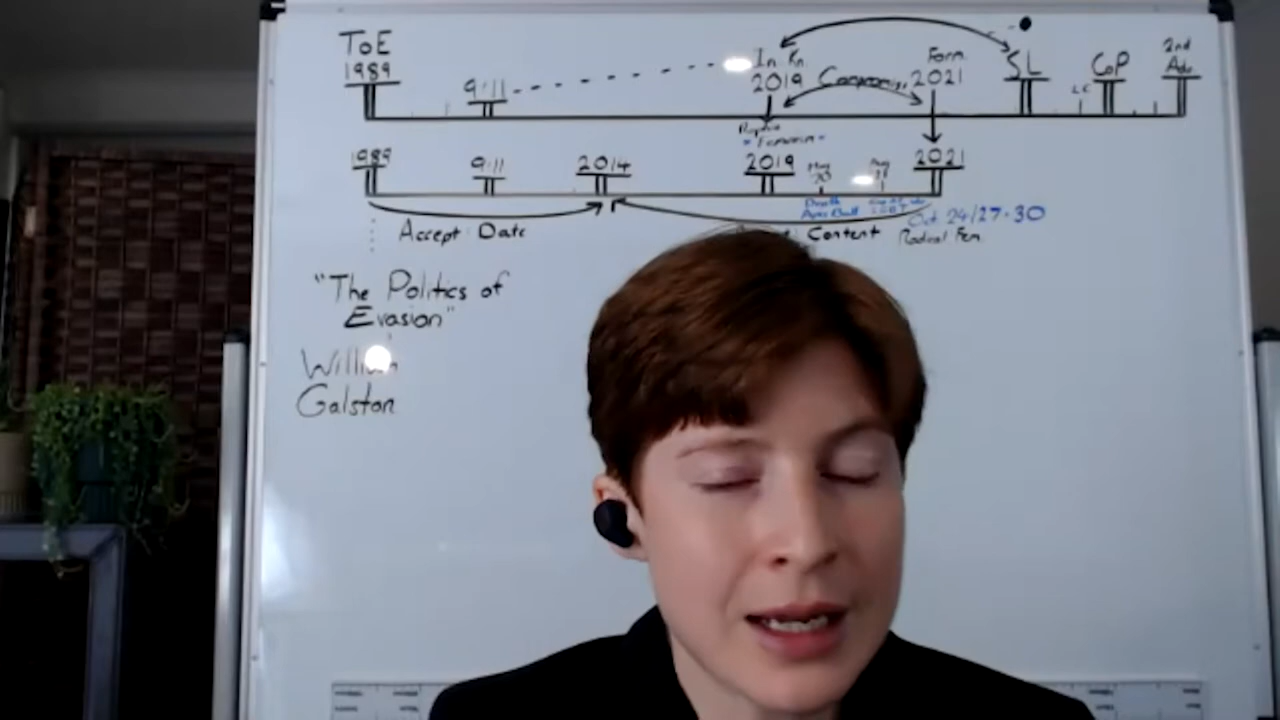 ToE
1989
9:11
In Kn
2019
Compromise
Form.
2021
SL
LC
CoP
2nd
Adv
1989
9:11
2014
2019
2021
Accept Date
Content
Oct 24/27-30
Radical Fem
"The Politics of
Evasion"
William
Galston